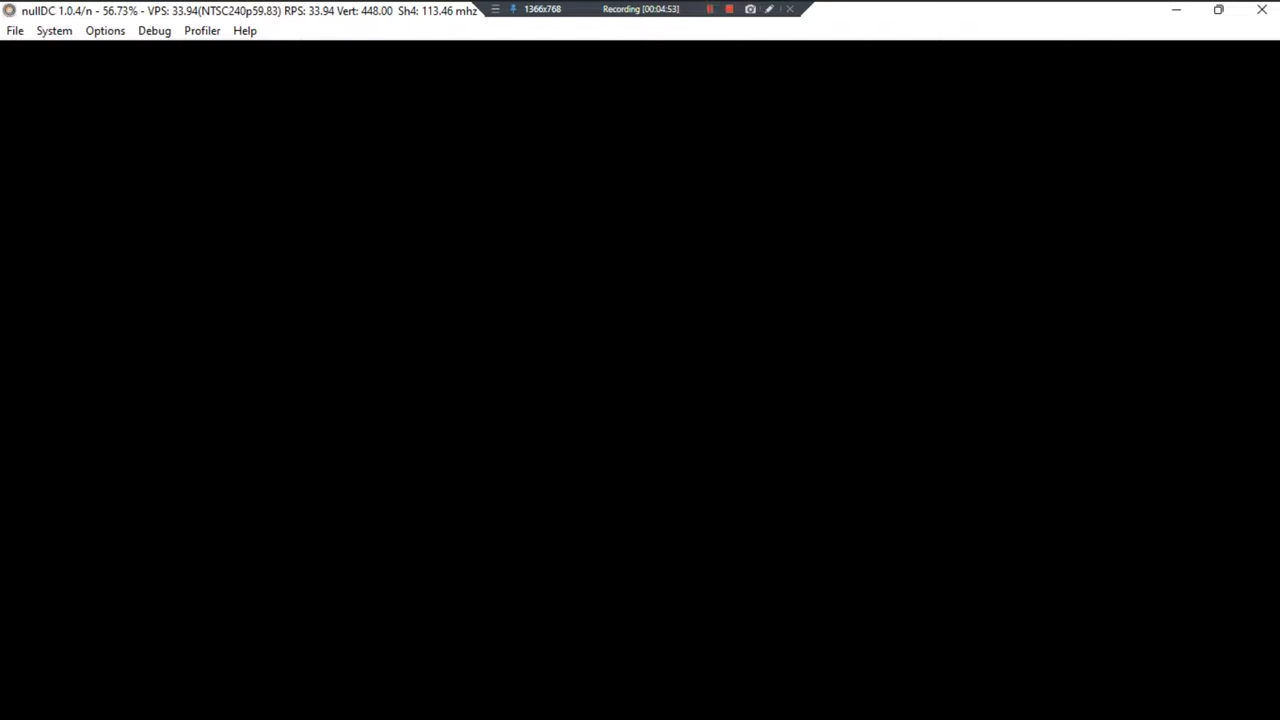 nullDC 1.0.4/n - 56.73% - VPS: 33.94(NTSC240p59.83) RPS: 33.94 Vert: 448.00 Sh4: 113.46 mhz
1366x768 Recording [00:04:53]
File System Options Debug Profiler Help